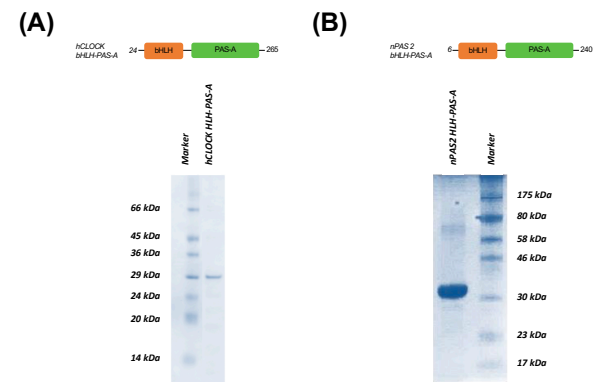 (A)
hCLOCK
bHLH-PAS-A
24
bHLH
PAS-A
265
Marker
hCLOCK HLH-PAS-A
66 kDa
45 kDa
36 kDa
29 kDa
24 kDa
20 kDa
14 kDa
(B)
nPAS 2
bHLH-PAS-A
6
bHLH
PAS-A
240
nPAS2 HLH-PAS-A
Marker
175 kDa
80 kDa
58 kDa
46 kDa
30 kDa
23 kDa
17 kDa